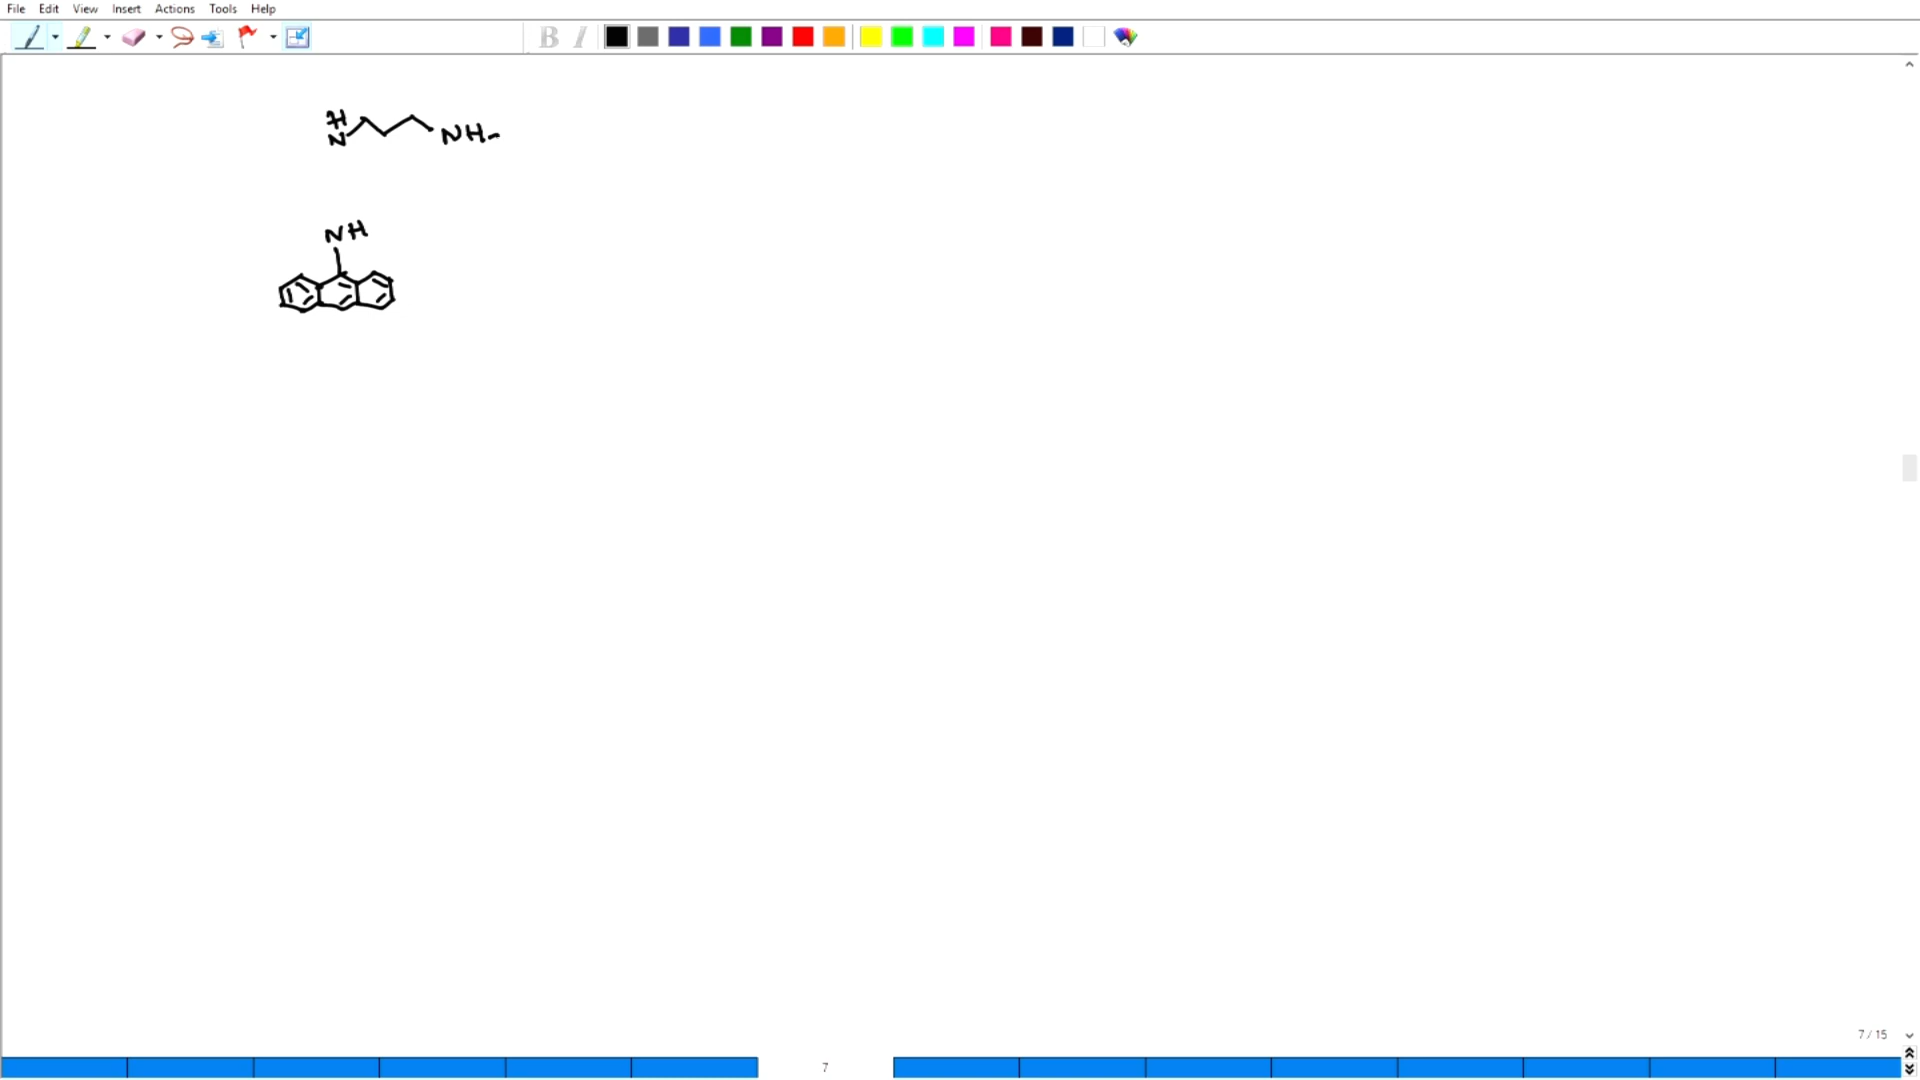 File Edit View Insert Actions Tools Help
B I
H
N NH-
NH
7 / 15
7